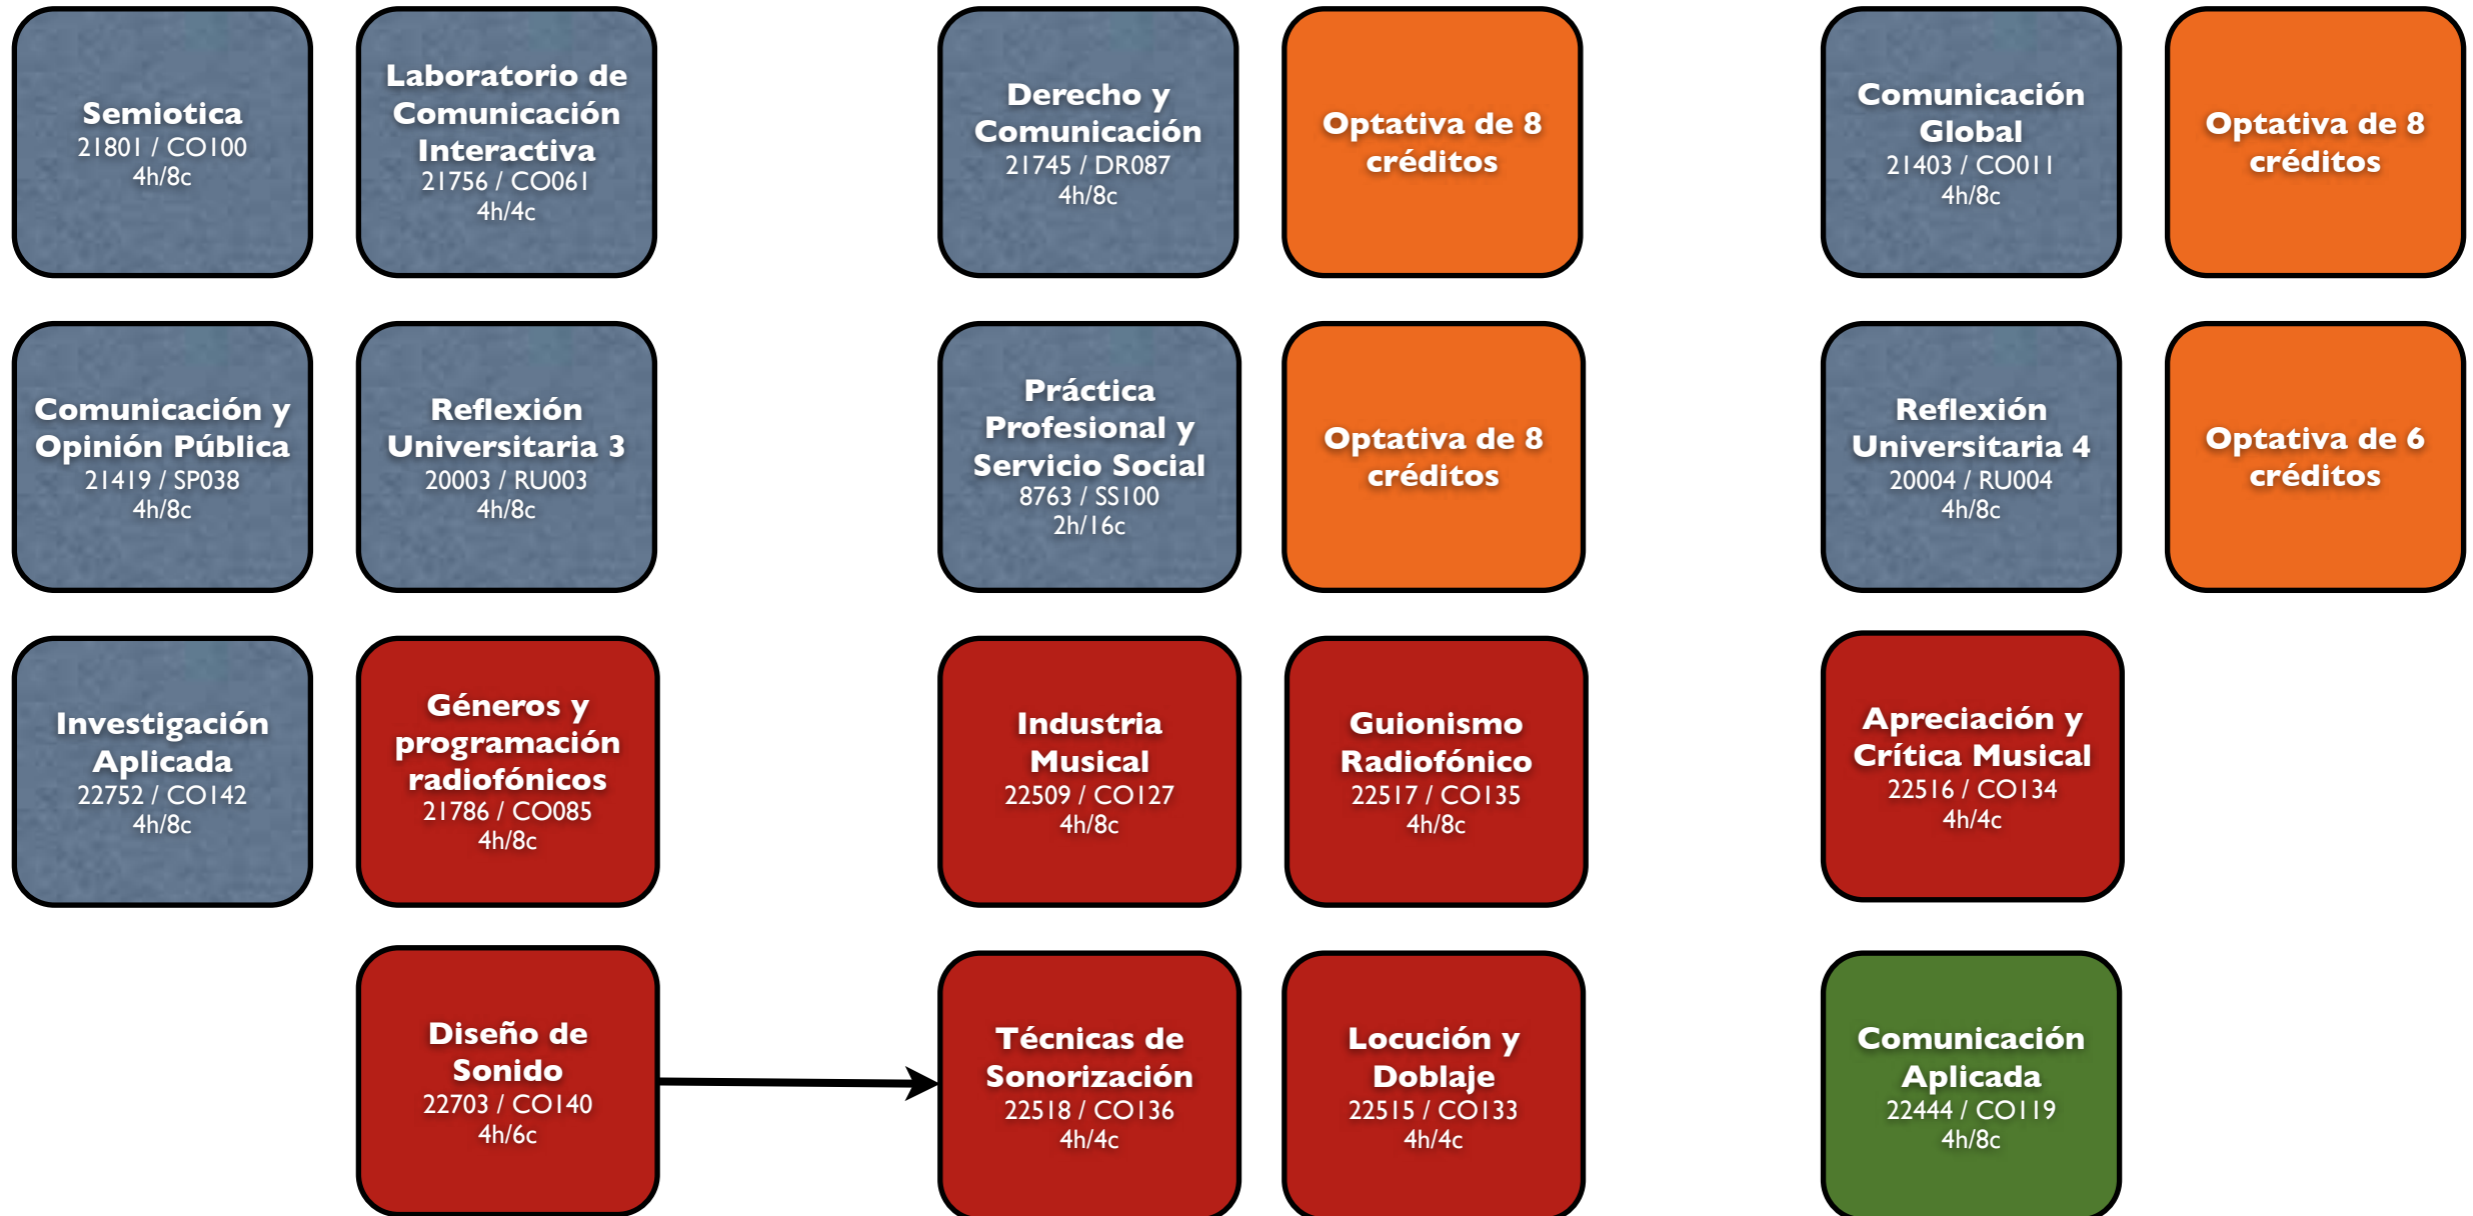 Semiotica
21801 / CO100
4h/8c
Laboratorio de
Comunicación
Interactiva
21756 / CO061
4h/4c
Derecho y
Comunicación
21745 / DR087
4h/8c
Optativa de 8
créditos
Comunicación
Global
21403 / CO011
4h/8c
Optativa de 8
créditos
Comunicación y
Opinión Pública
21419 / SP038
4h/8c
Reflexión
Universitaria 3
20003 / RU003
4h/8c
Práctica
Profesional y
Servicio Social
8763 / SS100
2h/16c
Optativa de 8
créditos
Reflexión
Universitaria 4
20004 / RU004
4h/8c
Optativa de 6
créditos
Investigación
Aplicada
22752 / CO142
4h/8c
Géneros y
programación
radiofónicos
21786 / CO085
4h/8c
Industria
Musical
22509 / CO127
4h/8c
Guionismo
Radiofónico
22517 / CO135
4h/8c
Apreciación y
Crítica Musical
22516 / CO134
4h/4c
Diseño de
Sonido
22703 / CO140
4h/6c
Técnicas de
Sonorización
22518 / CO136
4h/4c
Locución y
Doblaje
22515 / CO133
4h/4c
Comunicación
Aplicada
22444 / CO119
4h/8c